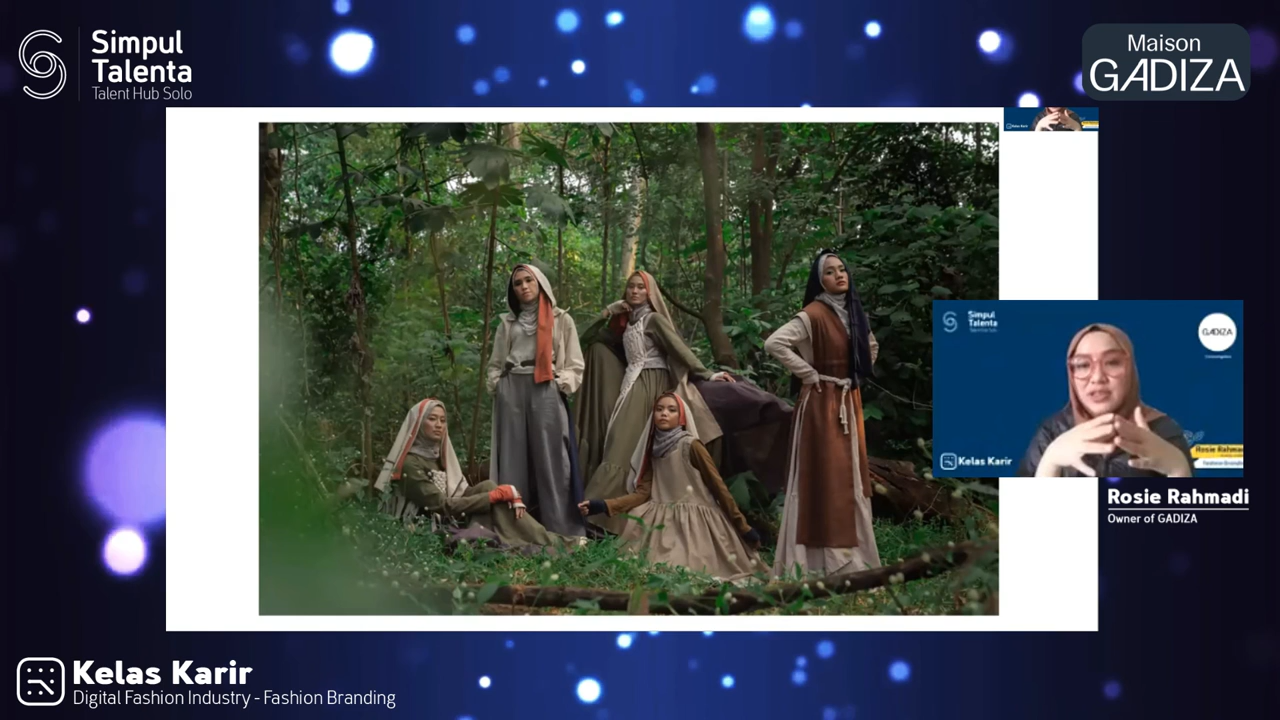 Simpul
Talenta
Talent Hub Solo
Maison
GADIZA
Simpul
Talenta
GADIZA
Kelas Karir
Rosie Rahmadi
Owner of GADIZA
Kelas Karir
Digital Fashion Industry - Fashion Branding